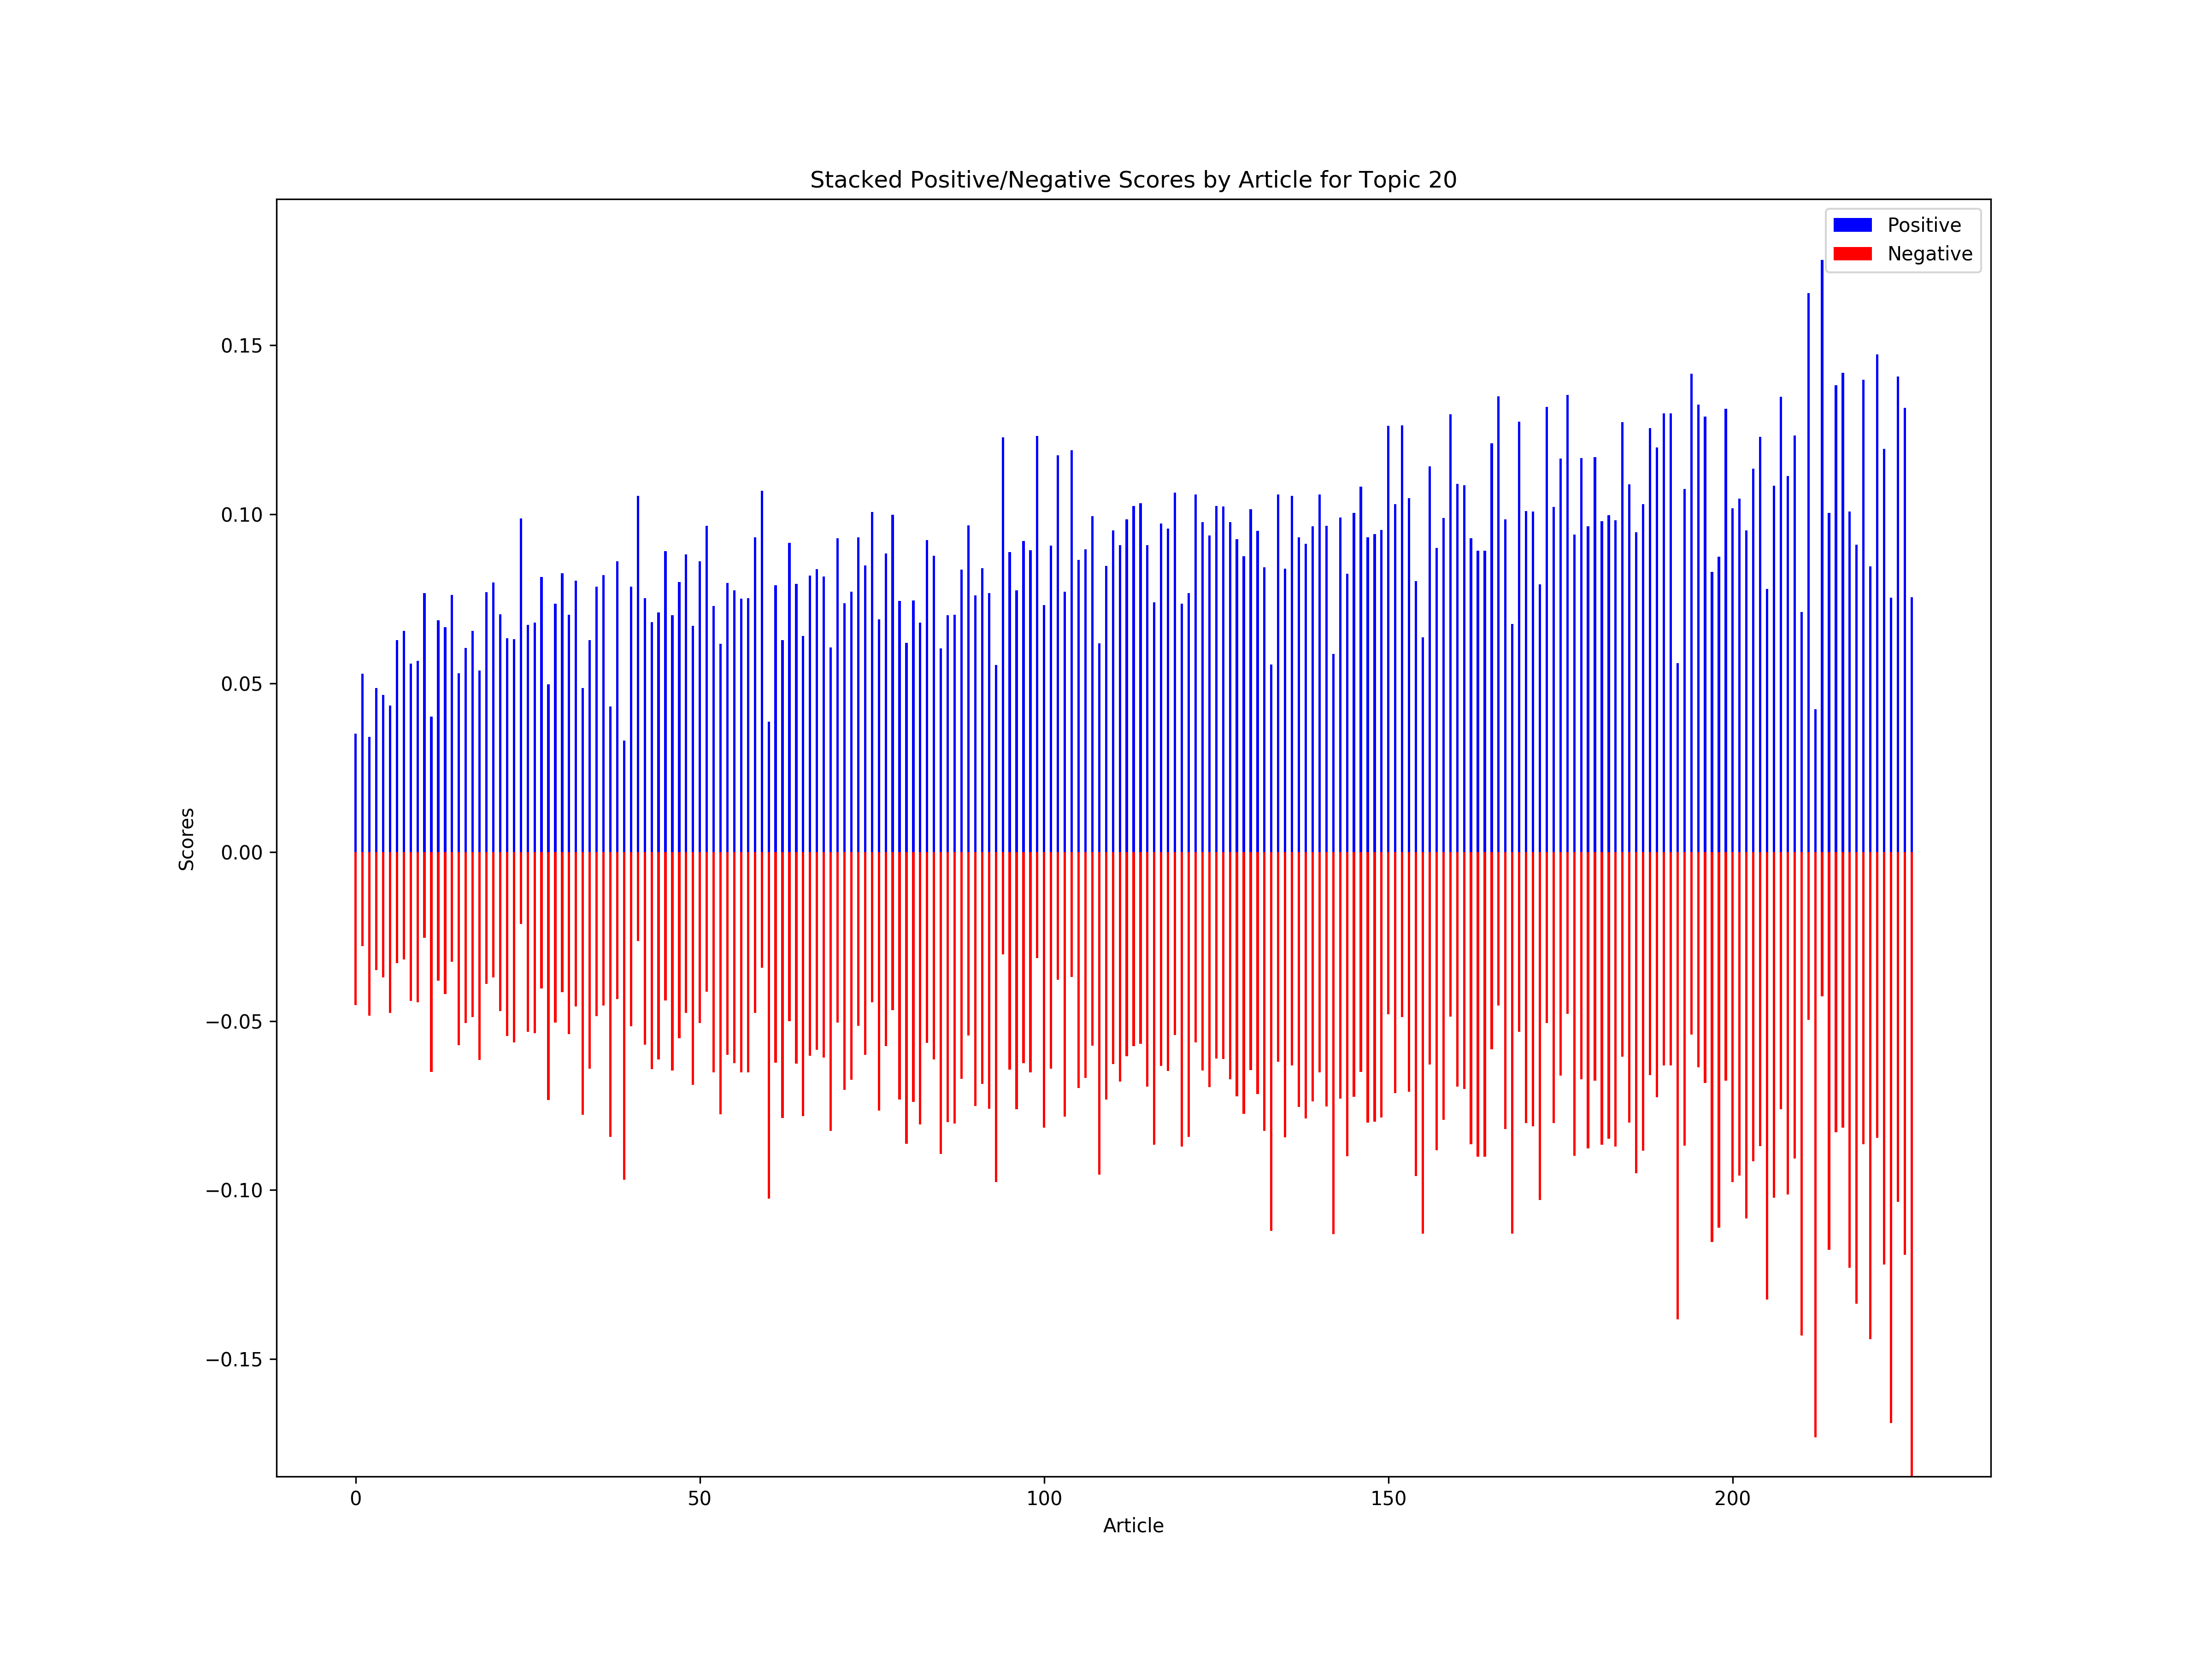 Stacked Positive/Negative Scores by Article for Topic 20
Positive
Negative
0.15
0.10
0.05
0.00
−0.05
−0.10
−0.15
Scores
0 50 100 150 200
Article